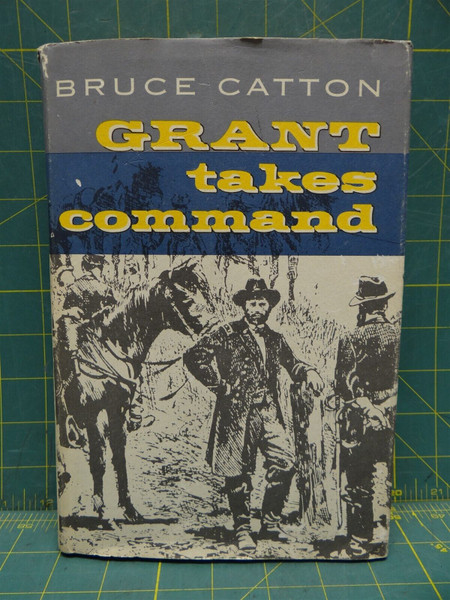 BRUCE CATTON
GRANT
takes
command